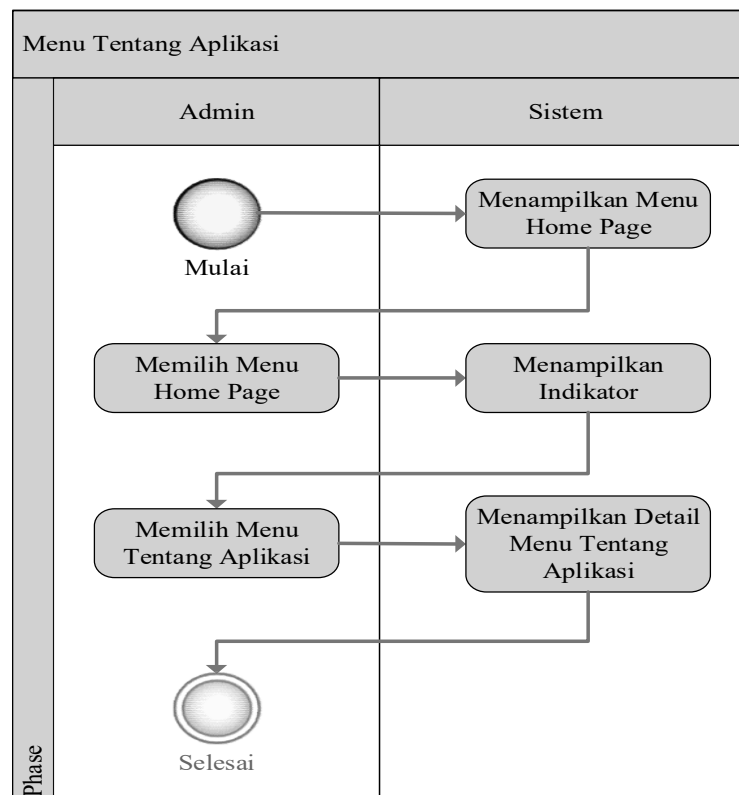 Menu Tentang Aplikasi
Admin
Sistem
Mulai
Menampilkan Menu
Home Page
Memilih Menu
Home Page
Menampilkan
Indikator
Memilih Menu
Tentang Aplikasi
Menampilkan Detail
Menu Tentang
Aplikasi
Selesai
Phase